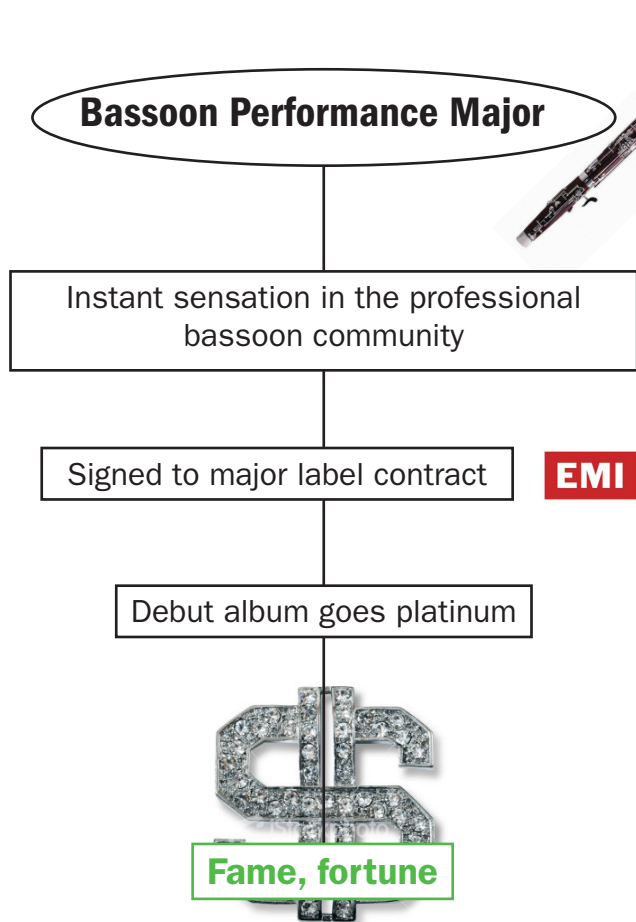 Bassoon Performance Major
Instant sensation in the professional
bassoon community
Signed to major label contract
EMI
Debut album goes platinum
Fame, fortune